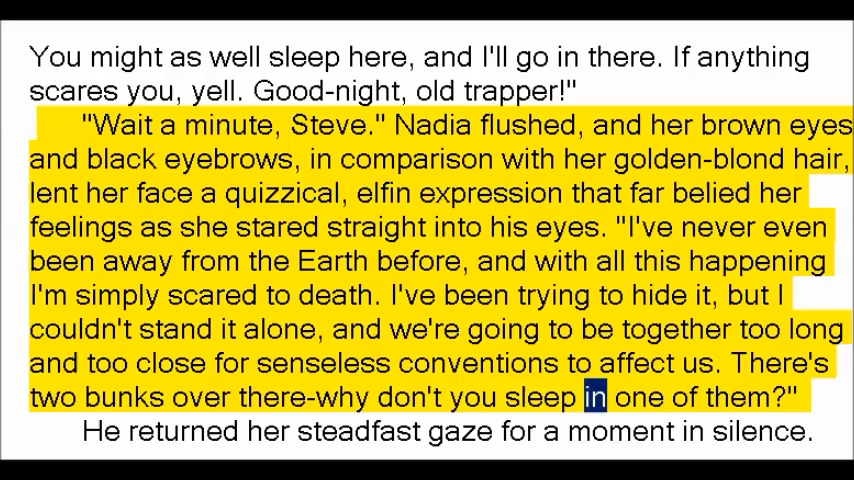 You might as well sleep here, and I'll go in there. If anything
scares you, yell. Good-night, old trapper!"
"Wait a minute, Steve." Nadia flushed, and her brown eyes
and black eyebrows, in comparison with her golden-blond hair,
lent her face a quizzical, elfin expression that far belied her
feelings as she stared straight into his eyes. "I've never even
been away from the Earth before, and with all this happening
I'm simply scared to death. I've been trying to hide it, but I
couldn't stand it alone, and we're going to be together too long
and too close for senseless conventions to affect us. There's
two bunks over there-why don't you sleep in one of them?"
He returned her steadfast gaze for a moment in silence.